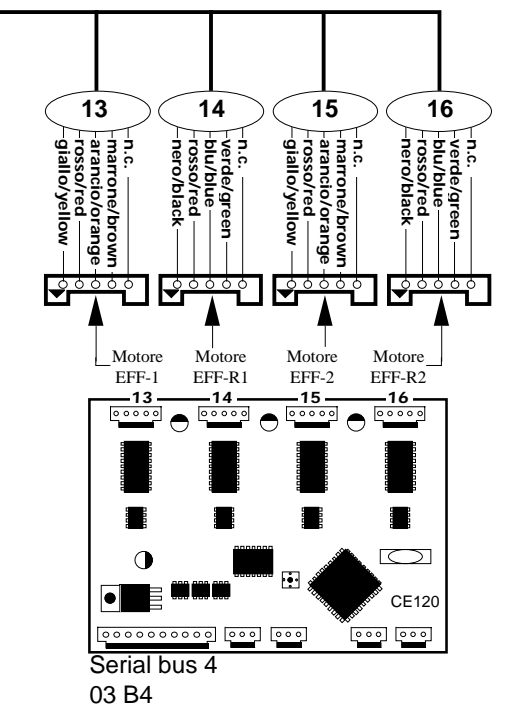 13 14 15 16
giallo/yellow rosso/red arancio/orange marrone/brown n.c.
nero/black rosso/red blu/blue verde/green n.c.
giallo/yellow rosso/red arancio/orange marrone/brown n.c.
nero/black rosso/red blu/blue verde/green n.c.
Motore Motore Motore Motore
EFF-1 EFF-R1 EFF-2 EFF-R2
13 14 15 16
CE120
Serial bus 4
03 B4